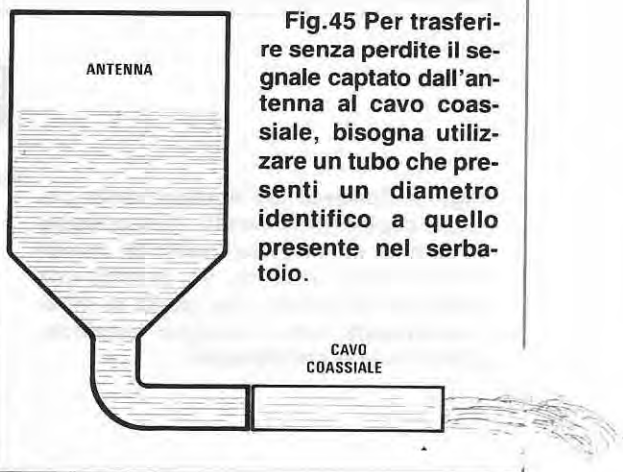 ANTENNA
Fig.45 Per trasferi-
re senza perdite il se-
gnale captato dall'an-
tenna al cavo coas-
siale, bisogna utiliz-
zare un tubo che pre-
senti un diametro
identifico a quello
presente nel serba-
toio.
CAVO
COASSIALE